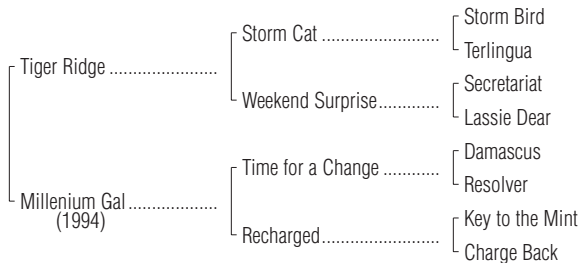 Storm Bird
Storm Cat ........................
Terlingua
Tiger Ridge ......................
Secretariat
Weekend Surprise.............
Lassie Dear
Damascus
Time for a Change ............
Resolver
Millenium Gal ..................
(1994)
Key to the Mint
Recharged.........................
Charge Back